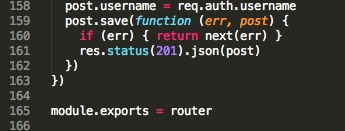 158 post.username = req.auth.username
159 post.save(function (err, post) {
160 if (err) { return next(err) }
161 res.status(201).json(post)
162 })
163 })
164
165 module.exports = router
166